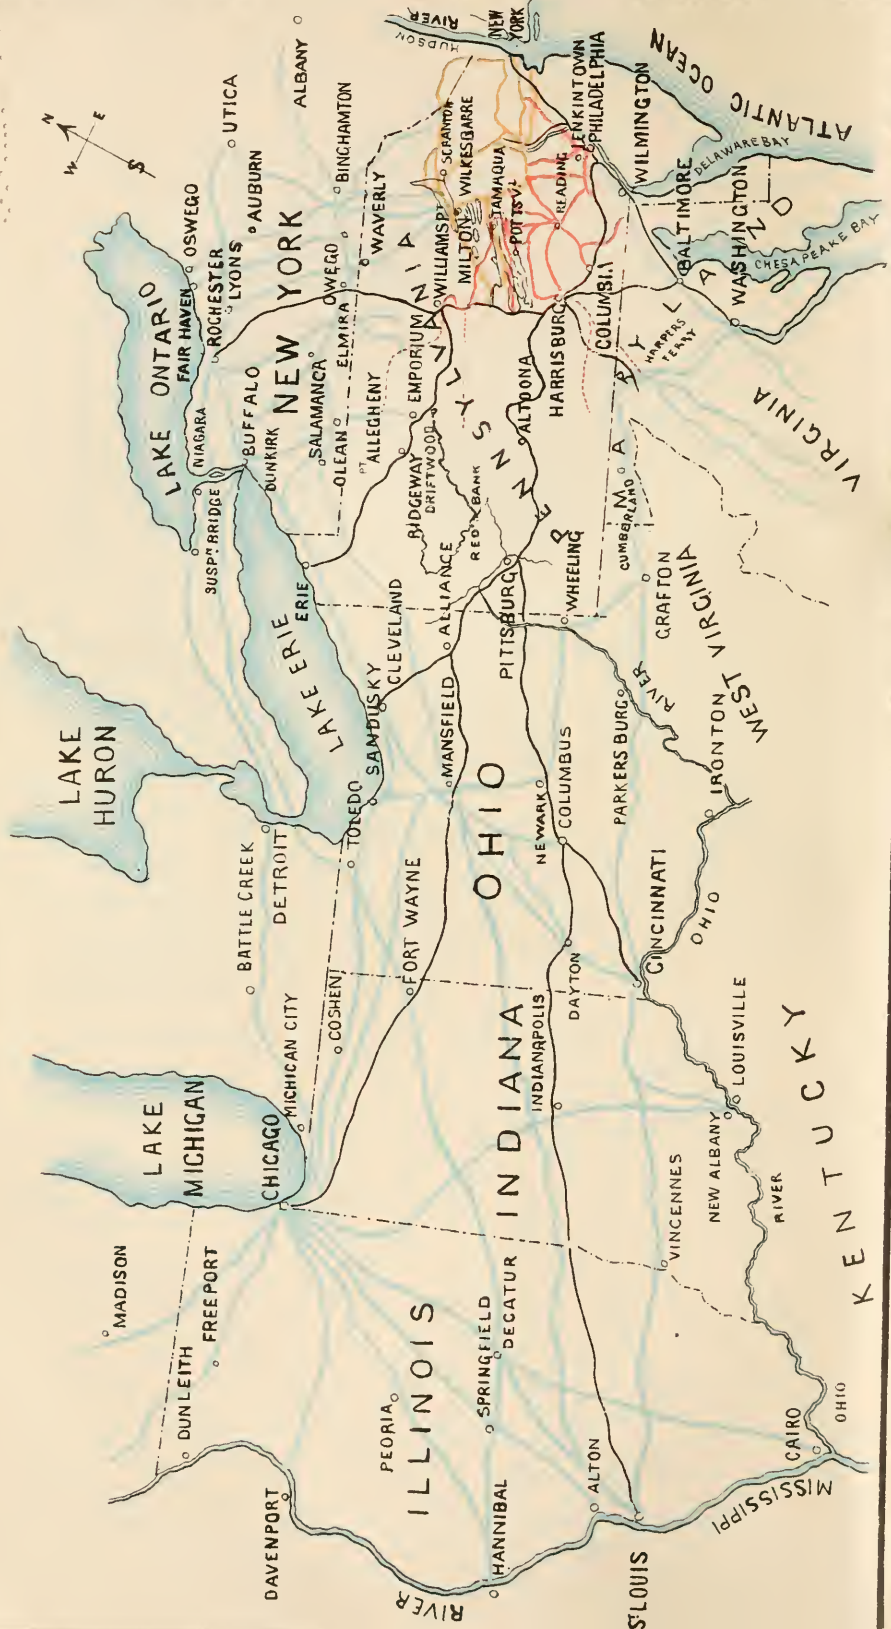 N
E
S
W
LAKE
HURON
LAKE
MICHIGAN
LAKE ERIE
LAKE ONTARIO
MADISON
DUNLEITH
FREEPORT
DAVENPORT
CHICAGO
MICHIGAN CITY
COSHEN
BATTLE CREEK
DETROIT
TOLEDO
SANDUSKY
CLEVELAND
ERIE
SUSPN BRIDGE
NIAGARA
BUFFALO
DUNKIRK
FAIR HAVEN
OSWEGO
ROCHESTER
LYONS
AUBURN
UTICA
ALBANY
NEW YORK
SALAMANCA
OLEAN
ELMIRA
OWEGO
BINGHAMTON
WAVERLY
PT ALLEGHENY
EMPORIUM
RIDGEWAY
DRIFTWOOD
RED BANK
WILLIAMSPT
MILTON
WILKESBARRE
SCRANTON
TAMAQUA
POTTSVL
READING
HUDSON
RIVER
NEW
YORK
JENKINTOWN
PHILADELPHIA
WILMINGTON
ATLANTIC OCEAN
DELAWARE BAY
PENNSYLVANIA
ALTOONA
HARRISBURG
COLUMBIA
BALTIMORE
WASHINGTON
CHESAPEAKE BAY
MARYLAND
HARPERS
FERRY
CUMBERLAND
VIRGINIA
PITTSBURG
ALLIANCE
WHEELING
GRAFTON
WEST VIRGINIA
PARKERSBURG
RIVER
IRONTON
MANSFIELD
OHIO
NEWARK
COLUMBUS
FORT WAYNE
DAYTON
CINCINNATI
OHIO
INDIANA
INDIANAPOLIS
LOUISVILLE
NEW ALBANY
VINCENNES
RIVER
KENTUCKY
ILLINOIS
PEORIA
SPRINGFIELD
DECATUR
HANNIBAL
ALTON
ST LOUIS
CAIRO
OHIO
MISSISSIPPI
RIVER